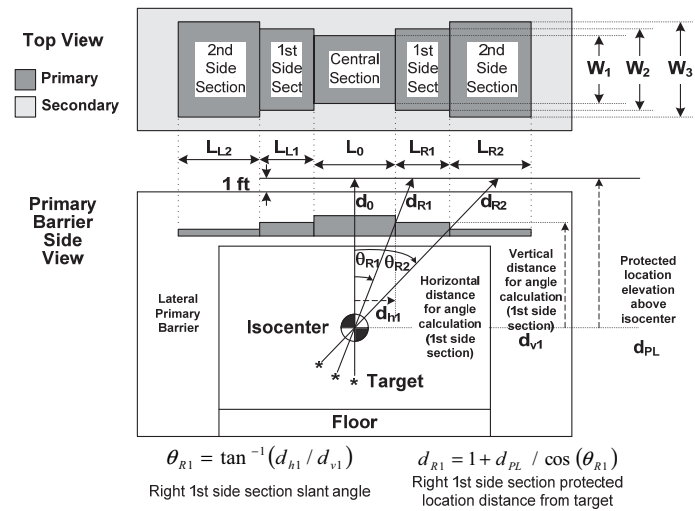 Top View
Primary
Secondary
2nd
Side
Section
1st
Side
Sect
Central
Section
1st
Side
Sect
2nd
Side
Section
W1
W2
W3
LL2
LL1
L0
LR1
LR2
1 ft
d0
dR1
dR2
Primary
Barrier
Side
View
θR1
θR2
Lateral
Primary
Barrier
Isocenter
dh1
Horizontal
distance
for angle
calculation
(1st side
section)
Vertical
distance
for angle
calculation
(1st side
section)
dv1
Protected
location
elevation
above
isocenter
dPL
* * * Target
Floor
θR1 = tan⁻¹(dh1 / dv1)
Right 1st side section slant angle
dR1 = 1 + dPL / cos (θR1)
Right 1st side section protected
location distance from target